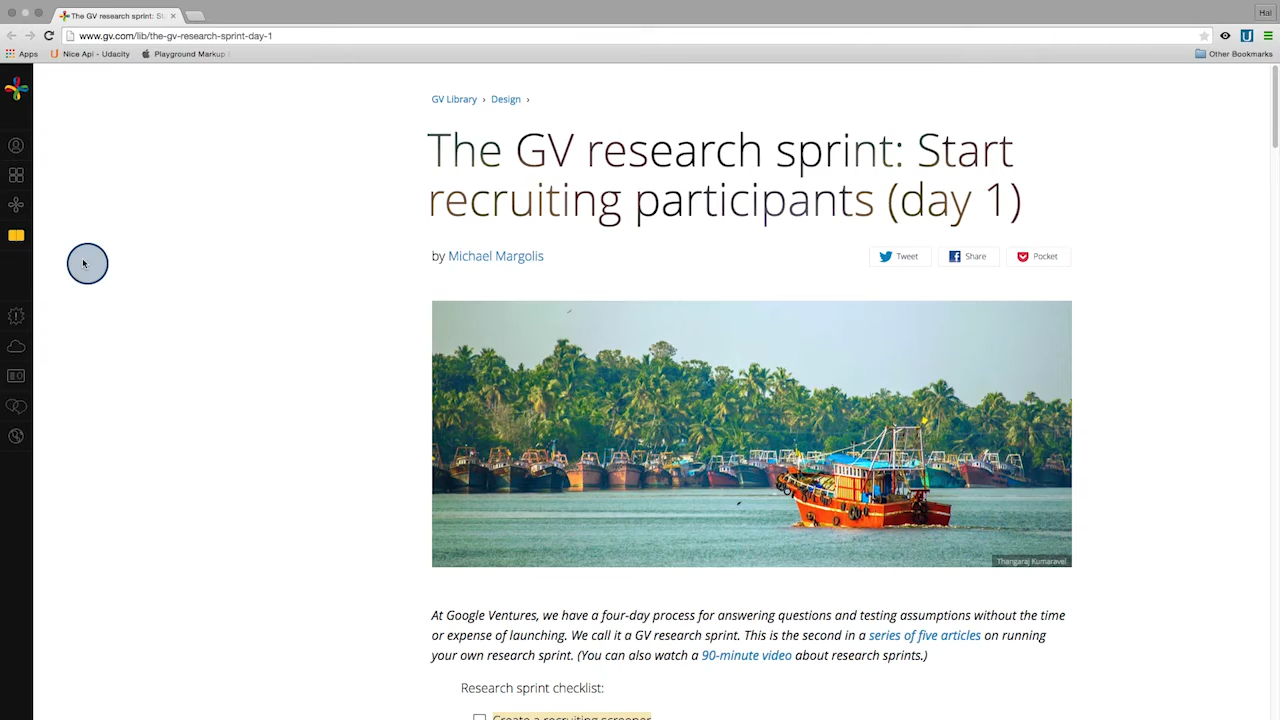 The GV research sprint: St
Hal
www.gv.com/lib/the-gv-research-sprint-day-1
Apps
Nice Api - Udacity
Playground Markup
Other Bookmarks
GV Library › Design ›
The GV research sprint: Start
recruiting participants (day 1)
by Michael Margolis
Tweet
Share
Pocket
Thangaraj Kumaravel
At Google Ventures, we have a four-day process for answering questions and testing assumptions without the time
or expense of launching. We call it a GV research sprint. This is the second in a series of five articles on running
your own research sprint. (You can also watch a 90-minute video about research sprints.)
Research sprint checklist:
Create a recruiting screener